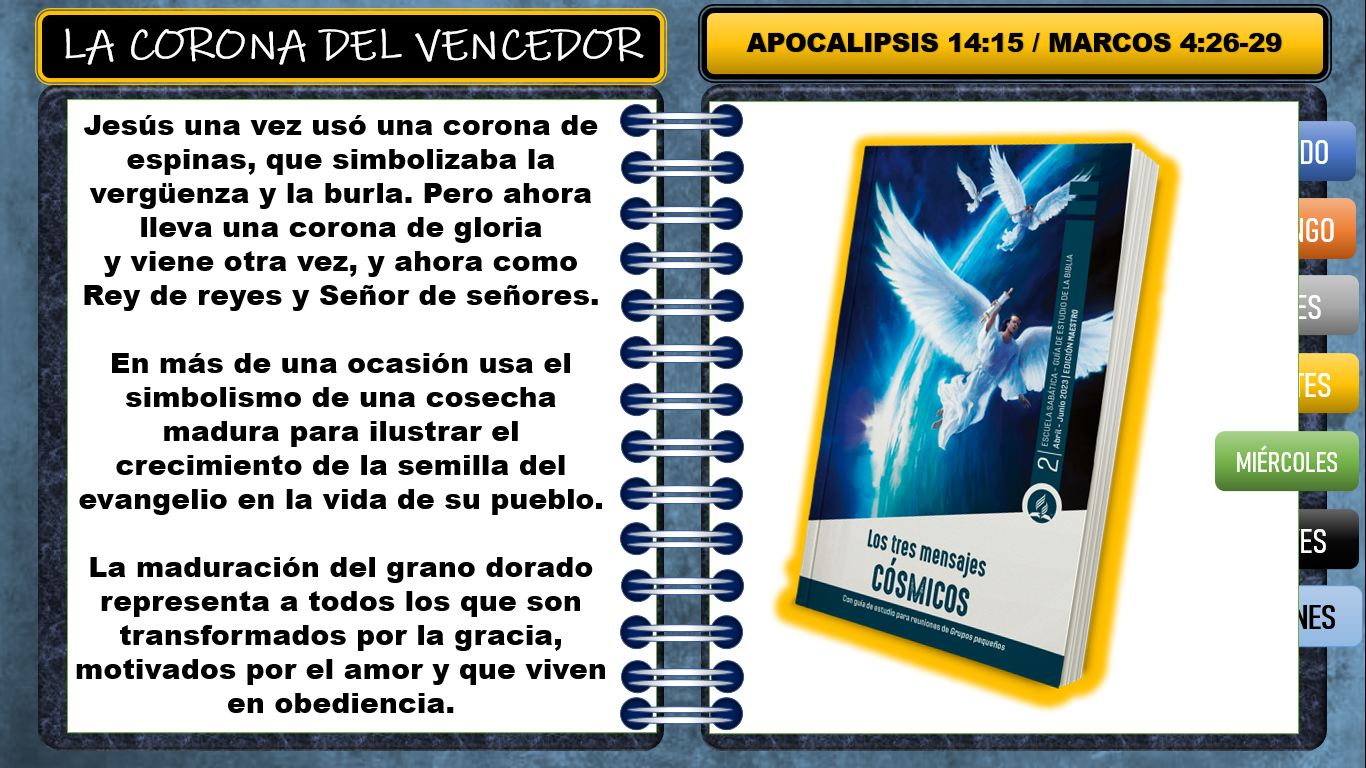 LA CORONA DEL VENCEDOR
APOCALIPSIS 14:15 / MARCOS 4:26-29
Jesús una vez usó una corona de
espinas, que simbolizaba la
vergüenza y la burla. Pero ahora
lleva una corona de gloria
y viene otra vez, y ahora como
Rey de reyes y Señor de señores.
En más de una ocasión usa el
simbolismo de una cosecha
madura para ilustrar el
crecimiento de la semilla del
evangelio en la vida de su pueblo.
La maduración del grano dorado
representa a todos los que son
transformados por la gracia,
motivados por el amor y que viven
en obediencia.
2 | ESCUELA SABÁTICA - GUÍA DE ESTUDIO DE LA BIBLIA
Abril - Junio 2023 | EDICIÓN MAESTRO
Los tres mensajes
CÓSMICOS
Con guía de estudio para reuniones de Grupos pequeños
DO
NGO
ES
TES
MIÉRCOLES
ES
NES